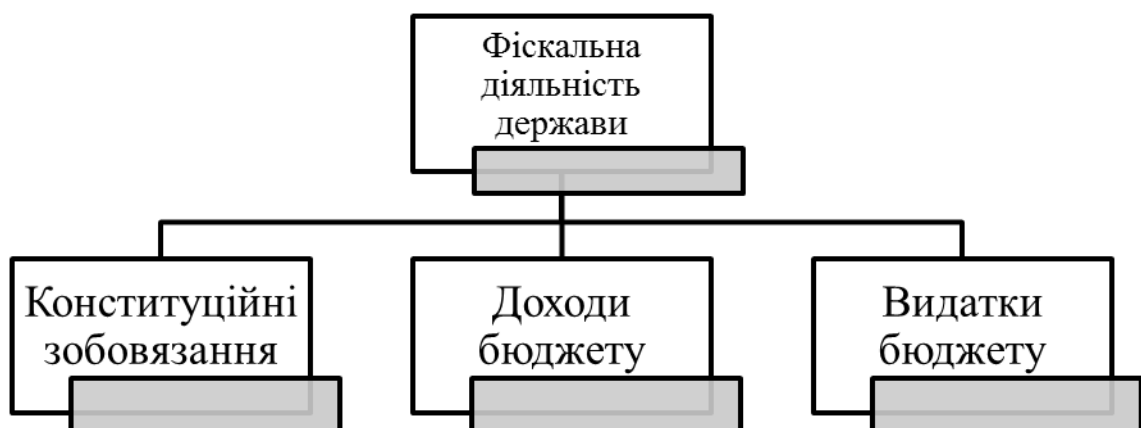 Фіскальна
діяльність
держави
Конституційні
зобовязання
Доходи
бюджету
Видатки
бюджету